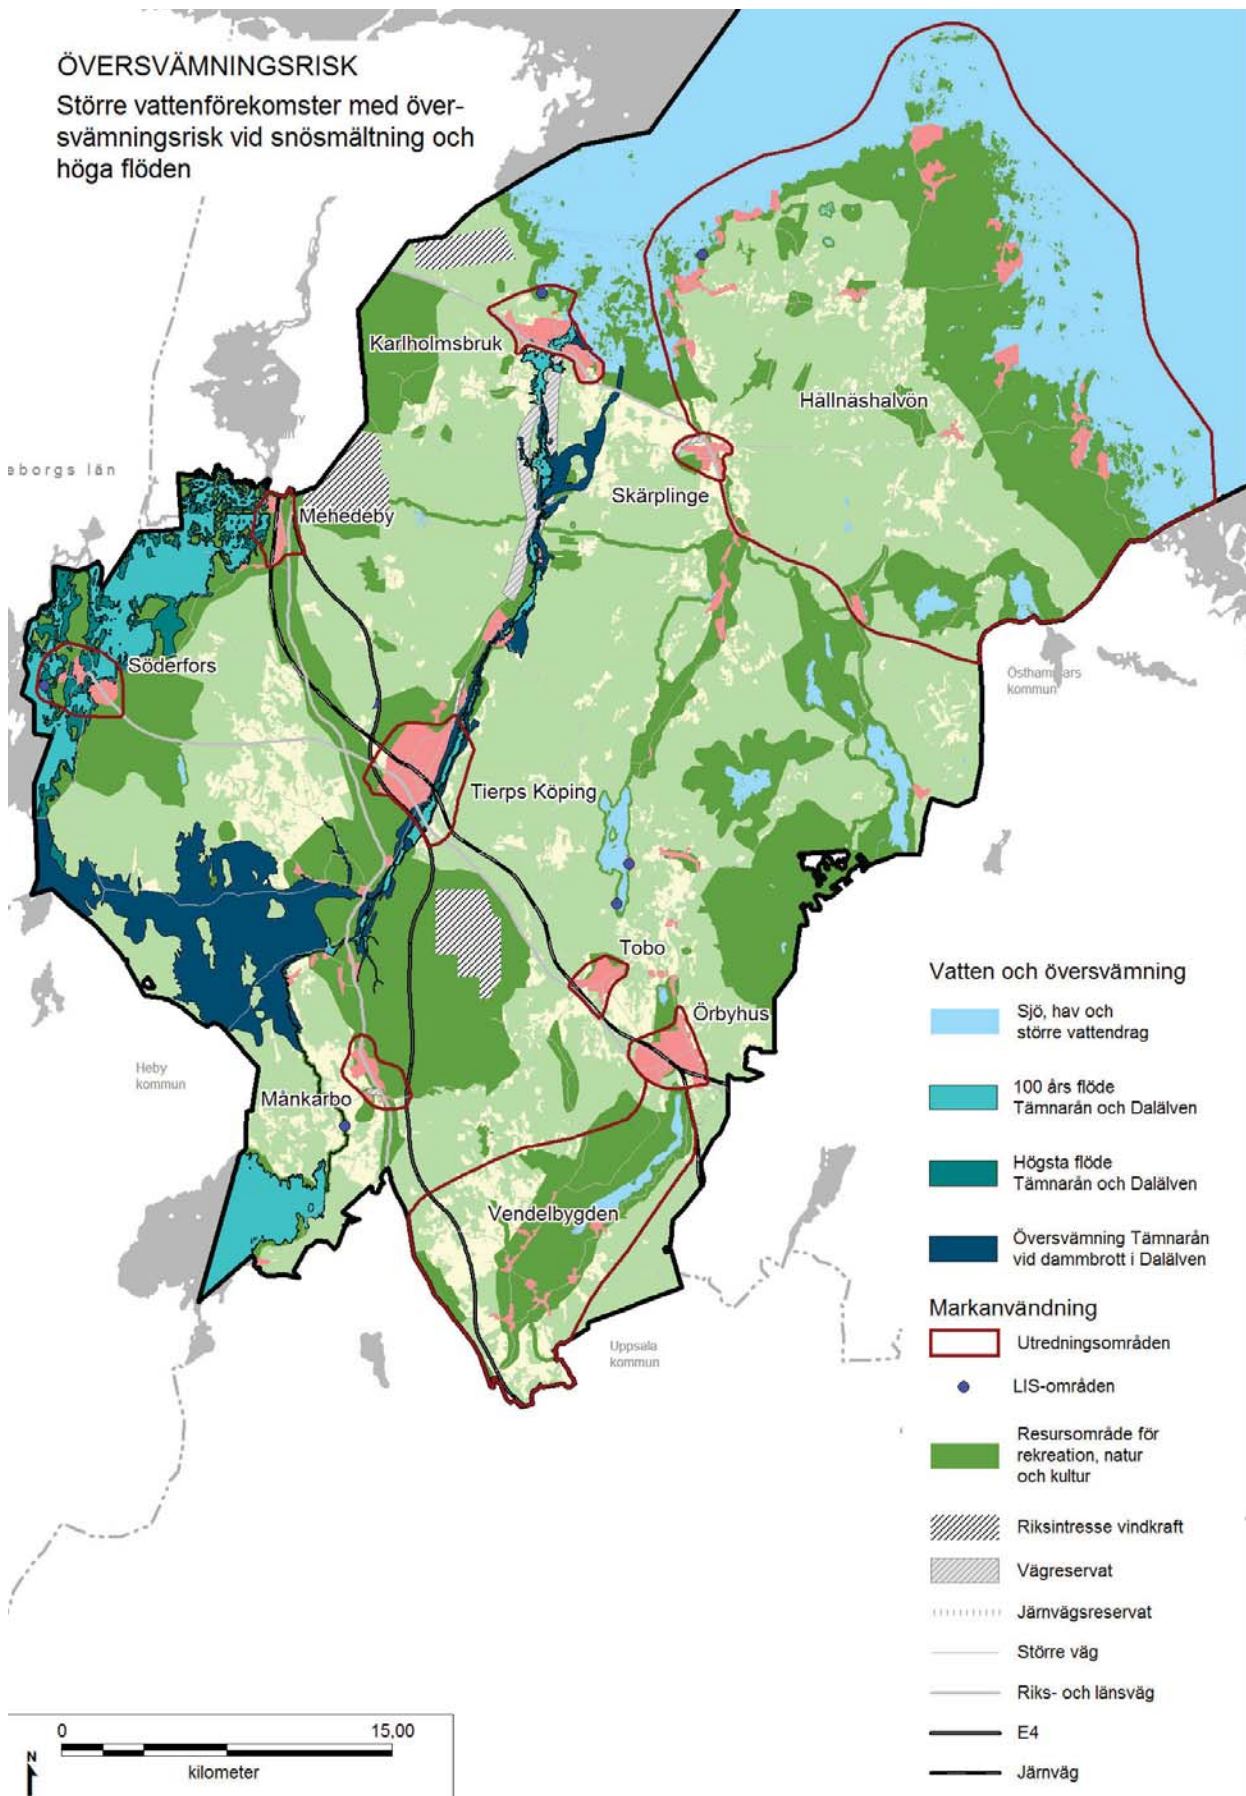 ÖVERSVÄMNINGSRISK
Större vattenförekomster med över-
svämningsrisk vid snösmältning och
höga flöden
Karlholmsbruk
Hållnäshalvön
eborgs län
Skärplinge
Mehedeby
Söderfors
Östhammars
kommun
Tierps Köping
Tobo
Örbyhus
Heby
kommun
Månkarbo
Vendelbygden
Uppsala
kommun
Vatten och översvämning
Sjö, hav och
större vattendrag
100 års flöde
Tämnarån och Dalälven
Högsta flöde
Tämnarån och Dalälven
Översvämning Tämnarån
vid dammbrott i Dalälven
Markanvändning
Utredningsområden
LIS-områden
Resursområde för
rekreation, natur
och kultur
Riksintresse vindkraft
Vägreservat
Järnvägsreservat
Större väg
Riks- och länsväg
E4
Järnväg
0 15,00
kilometer
N